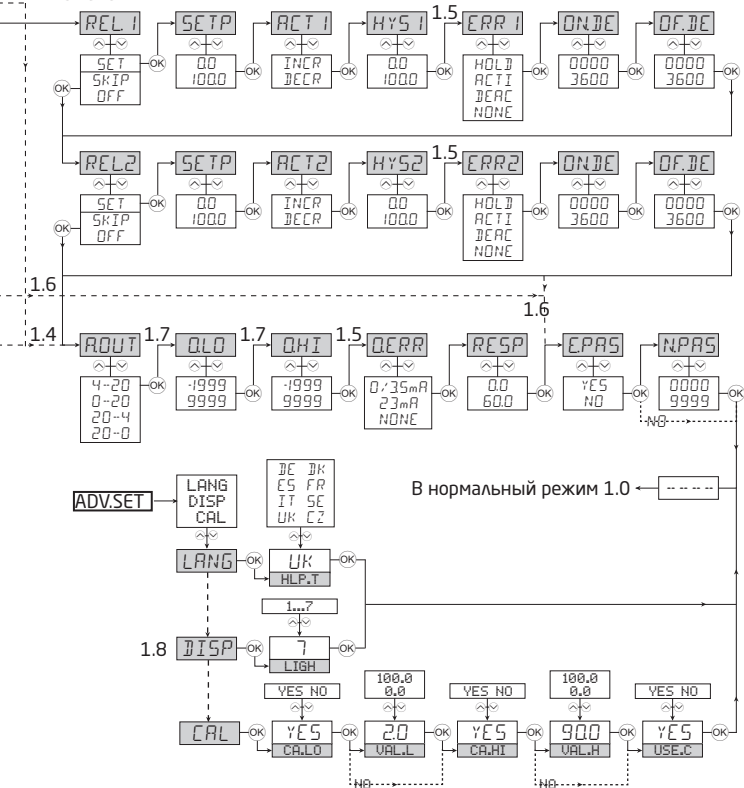 1.5
REL.1 SETP ACT1 HYS1 ERR1 ON.DE OF.DE
SET 0.0 INCR 0.0 HOLD 0000 0000
SKIP 100.0 DECR 100.0 ACTI 3600 3600
OFF DEAC
NONE
OK OK OK OK OK OK OK OK
1.5
REL2 SETP ACT2 HYS2 ERR2 ON.DE OF.DE
SET 0.0 INCR 0.0 HOLD 0000 0000
SKIP 100.0 DECR 100.0 ACTI 3600 3600
OFF DEAC
NONE
OK OK OK OK OK OK OK OK
1.6
1.6
1.4 1.7 1.7 1.5
A.OUT O.LO O.HI O.ERR RESP E.PAS N.PAS
4--20 -1999 -1999 0/3.5mA 0.0 YES 0000
0--20 9999 9999 23mA 60.0 NO 9999
20--4 NONE
20--0
OK OK OK OK OK OK OK
NO
В нормальный режим 1.0 -- -- -- --
ADV.SET
LANG
DISP
CAL
DE DK
ES FR
IT SE
UK CZ
LANG OK UK OK
HLP.T
1...7
1.8 DISP OK 7 OK
LIGH
YES NO 100.0 YES NO 100.0 YES NO
0.0 0.0
CAL OK YES OK 2.0 OK YES OK 90.0 OK YES OK
CA.LO VAL.L CA.HI VAL.H USE.C
NO NO